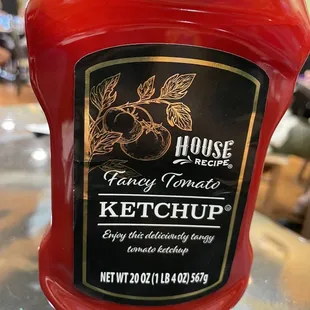 HOUSE
RECIPE®
Fancy Tomato
KETCHUP®
Enjoy this deliciously tangy
tomato ketchup
NET WT 20 OZ (1 LB 4 OZ) 567g